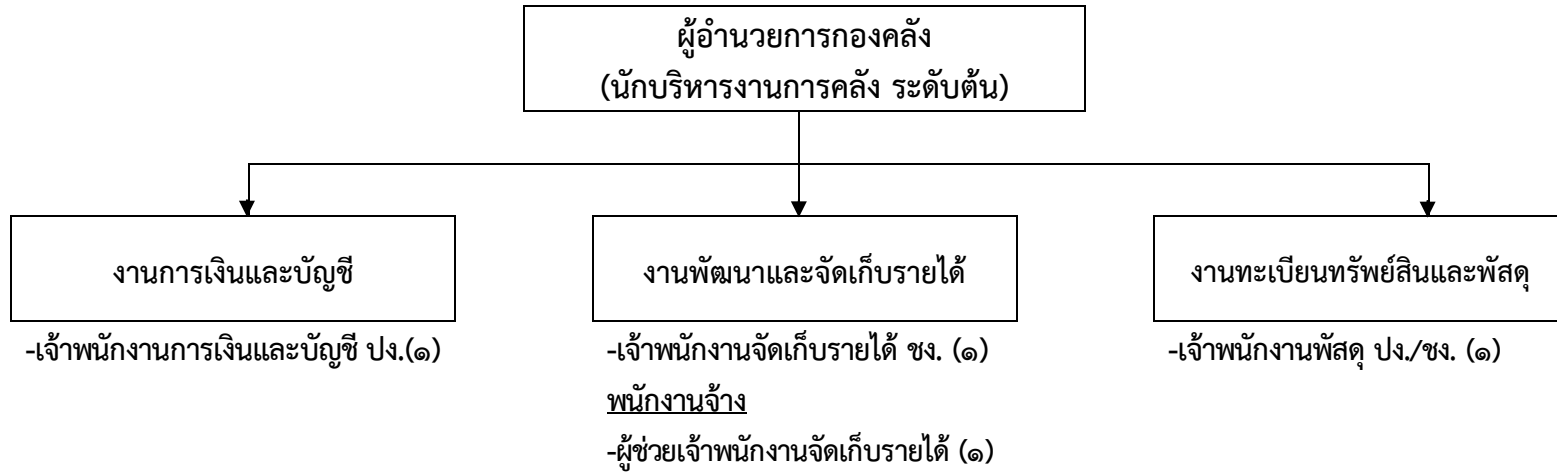 ผู้อำนวยการกองคลัง
(นักบริหารงานการคลัง ระดับต้น)
งานการเงินและบัญชี
-เจ้าพนักงานการเงินและบัญชี ปง.(๑)
งานพัฒนาและจัดเก็บรายได้
-เจ้าพนักงานจัดเก็บรายได้ ชง. (๑)
พนักงานจ้าง
-ผู้ช่วยเจ้าพนักงานจัดเก็บรายได้ (๑)
งานทะเบียนทรัพย์สินและพัสดุ
-เจ้าพนักงานพัสดุ ปง./ชง. (๑)